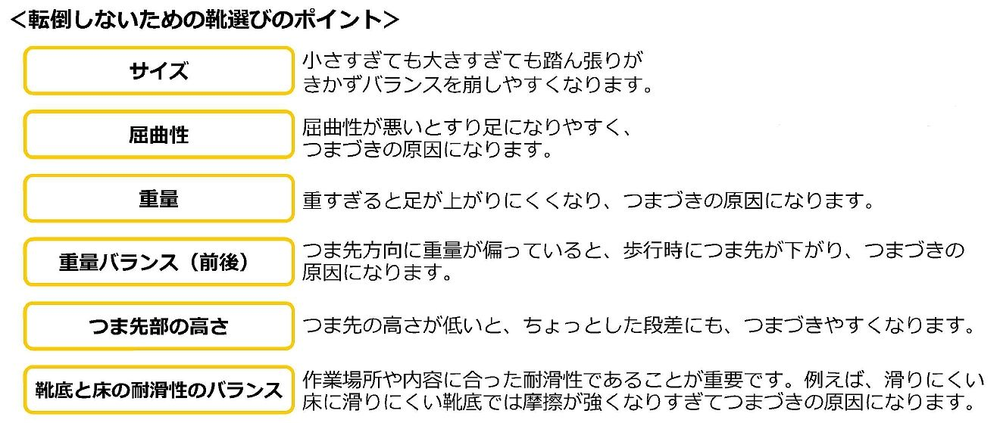 ＜転倒しないための靴選びのポイント＞
サイズ
小さすぎても大きすぎても踏ん張りが
きかずバランスを崩しやすくなります。
屈曲性
屈曲性が悪いとすり足になりやすく、
つまづきの原因になります。
重量
重すぎると足が上がりにくくなり、つまづきの原因になります。
重量バランス（前後）
つま先方向に重量が偏っていると、歩行時につま先が下がり、つまづきの
原因になります。
つま先部の高さ
つま先の高さが低いと、ちょっとした段差にも、つまづきやすくなります。
靴底と床の耐滑性のバランス
作業場所や内容に合った耐滑性であることが重要です。例えば、滑りにくい
床に滑りにくい靴底では摩擦が強くなりすぎてつまづきの原因になります。